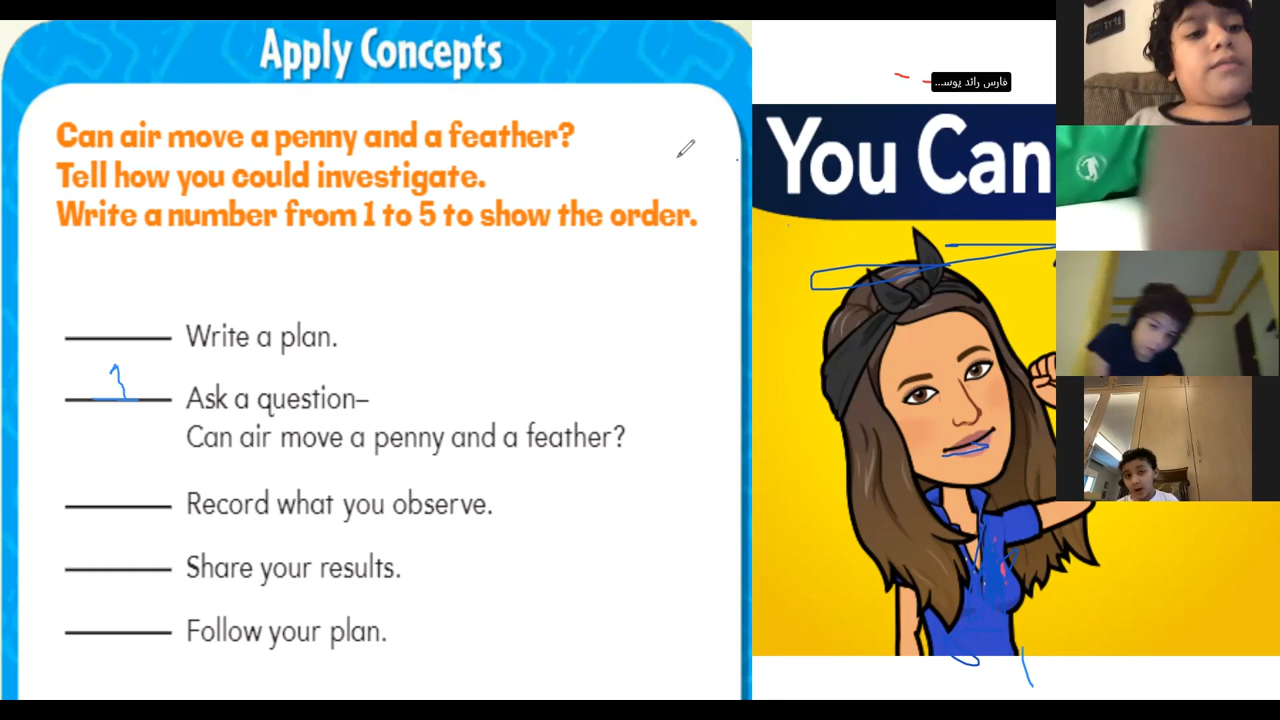 Apply Concepts
Can air move a penny and a feather?
Tell how you could investigate.
Write a number from 1 to 5 to show the order.
Write a plan.
1
Ask a question–
Can air move a penny and a feather?
Record what you observe.
Share your results.
Follow your plan.
فارس رائد يوسـ...
You Can